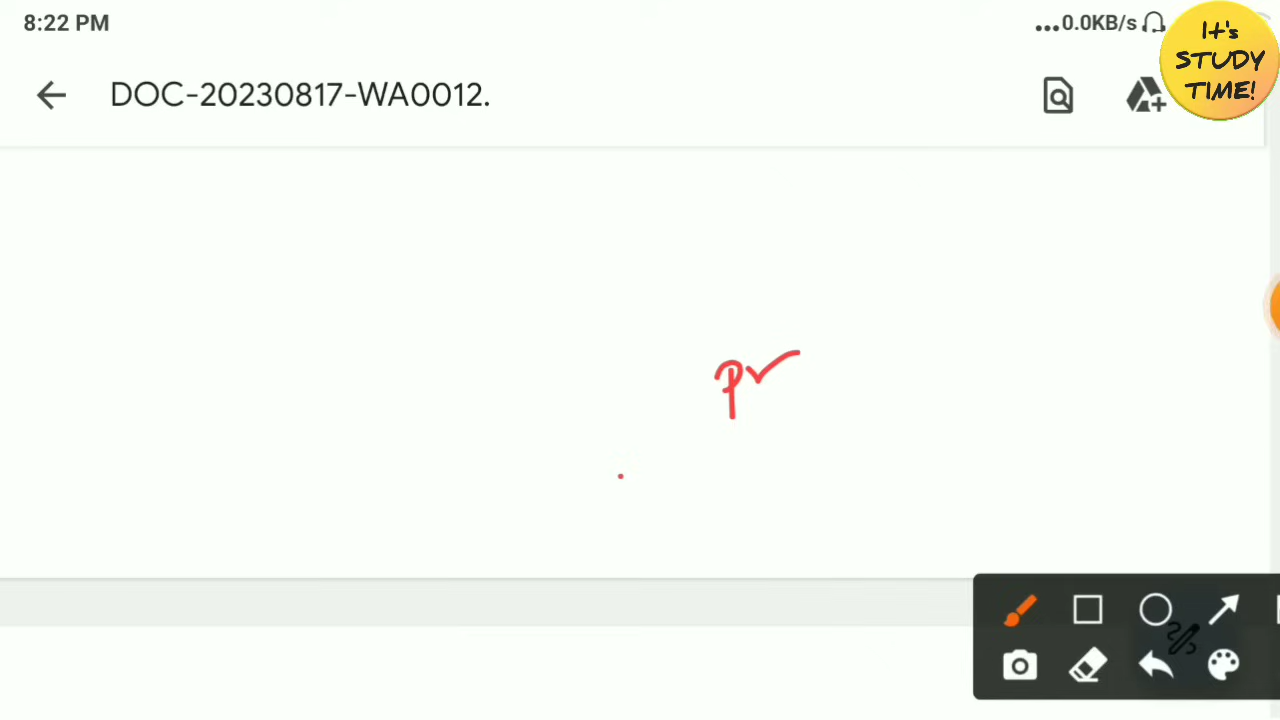 8:22 PM
...0.0KB/s
It's
STUDY
TIME!
DOC-20230817-WA0012.
P✓